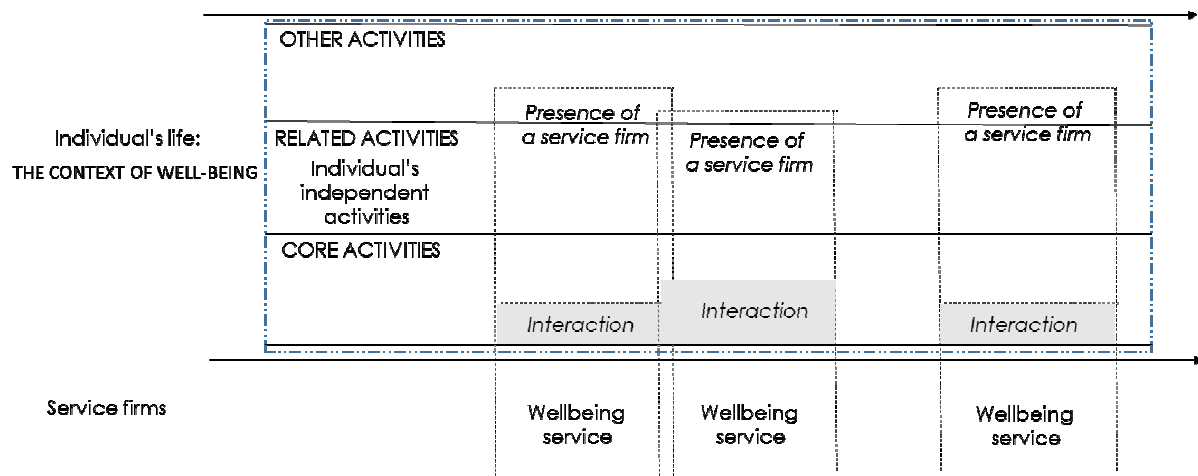 OTHER ACTIVITIES
Presence of
a service firm
Presence of
a service firm
Presence of
a service firm
Individual's life:
THE CONTEXT OF WELL-BEING
RELATED ACTIVITIES
Individual's
independent
activities
CORE ACTIVITIES
Interaction
Interaction
Interaction
Service firms
Wellbeing
service
Wellbeing
service
Wellbeing
service